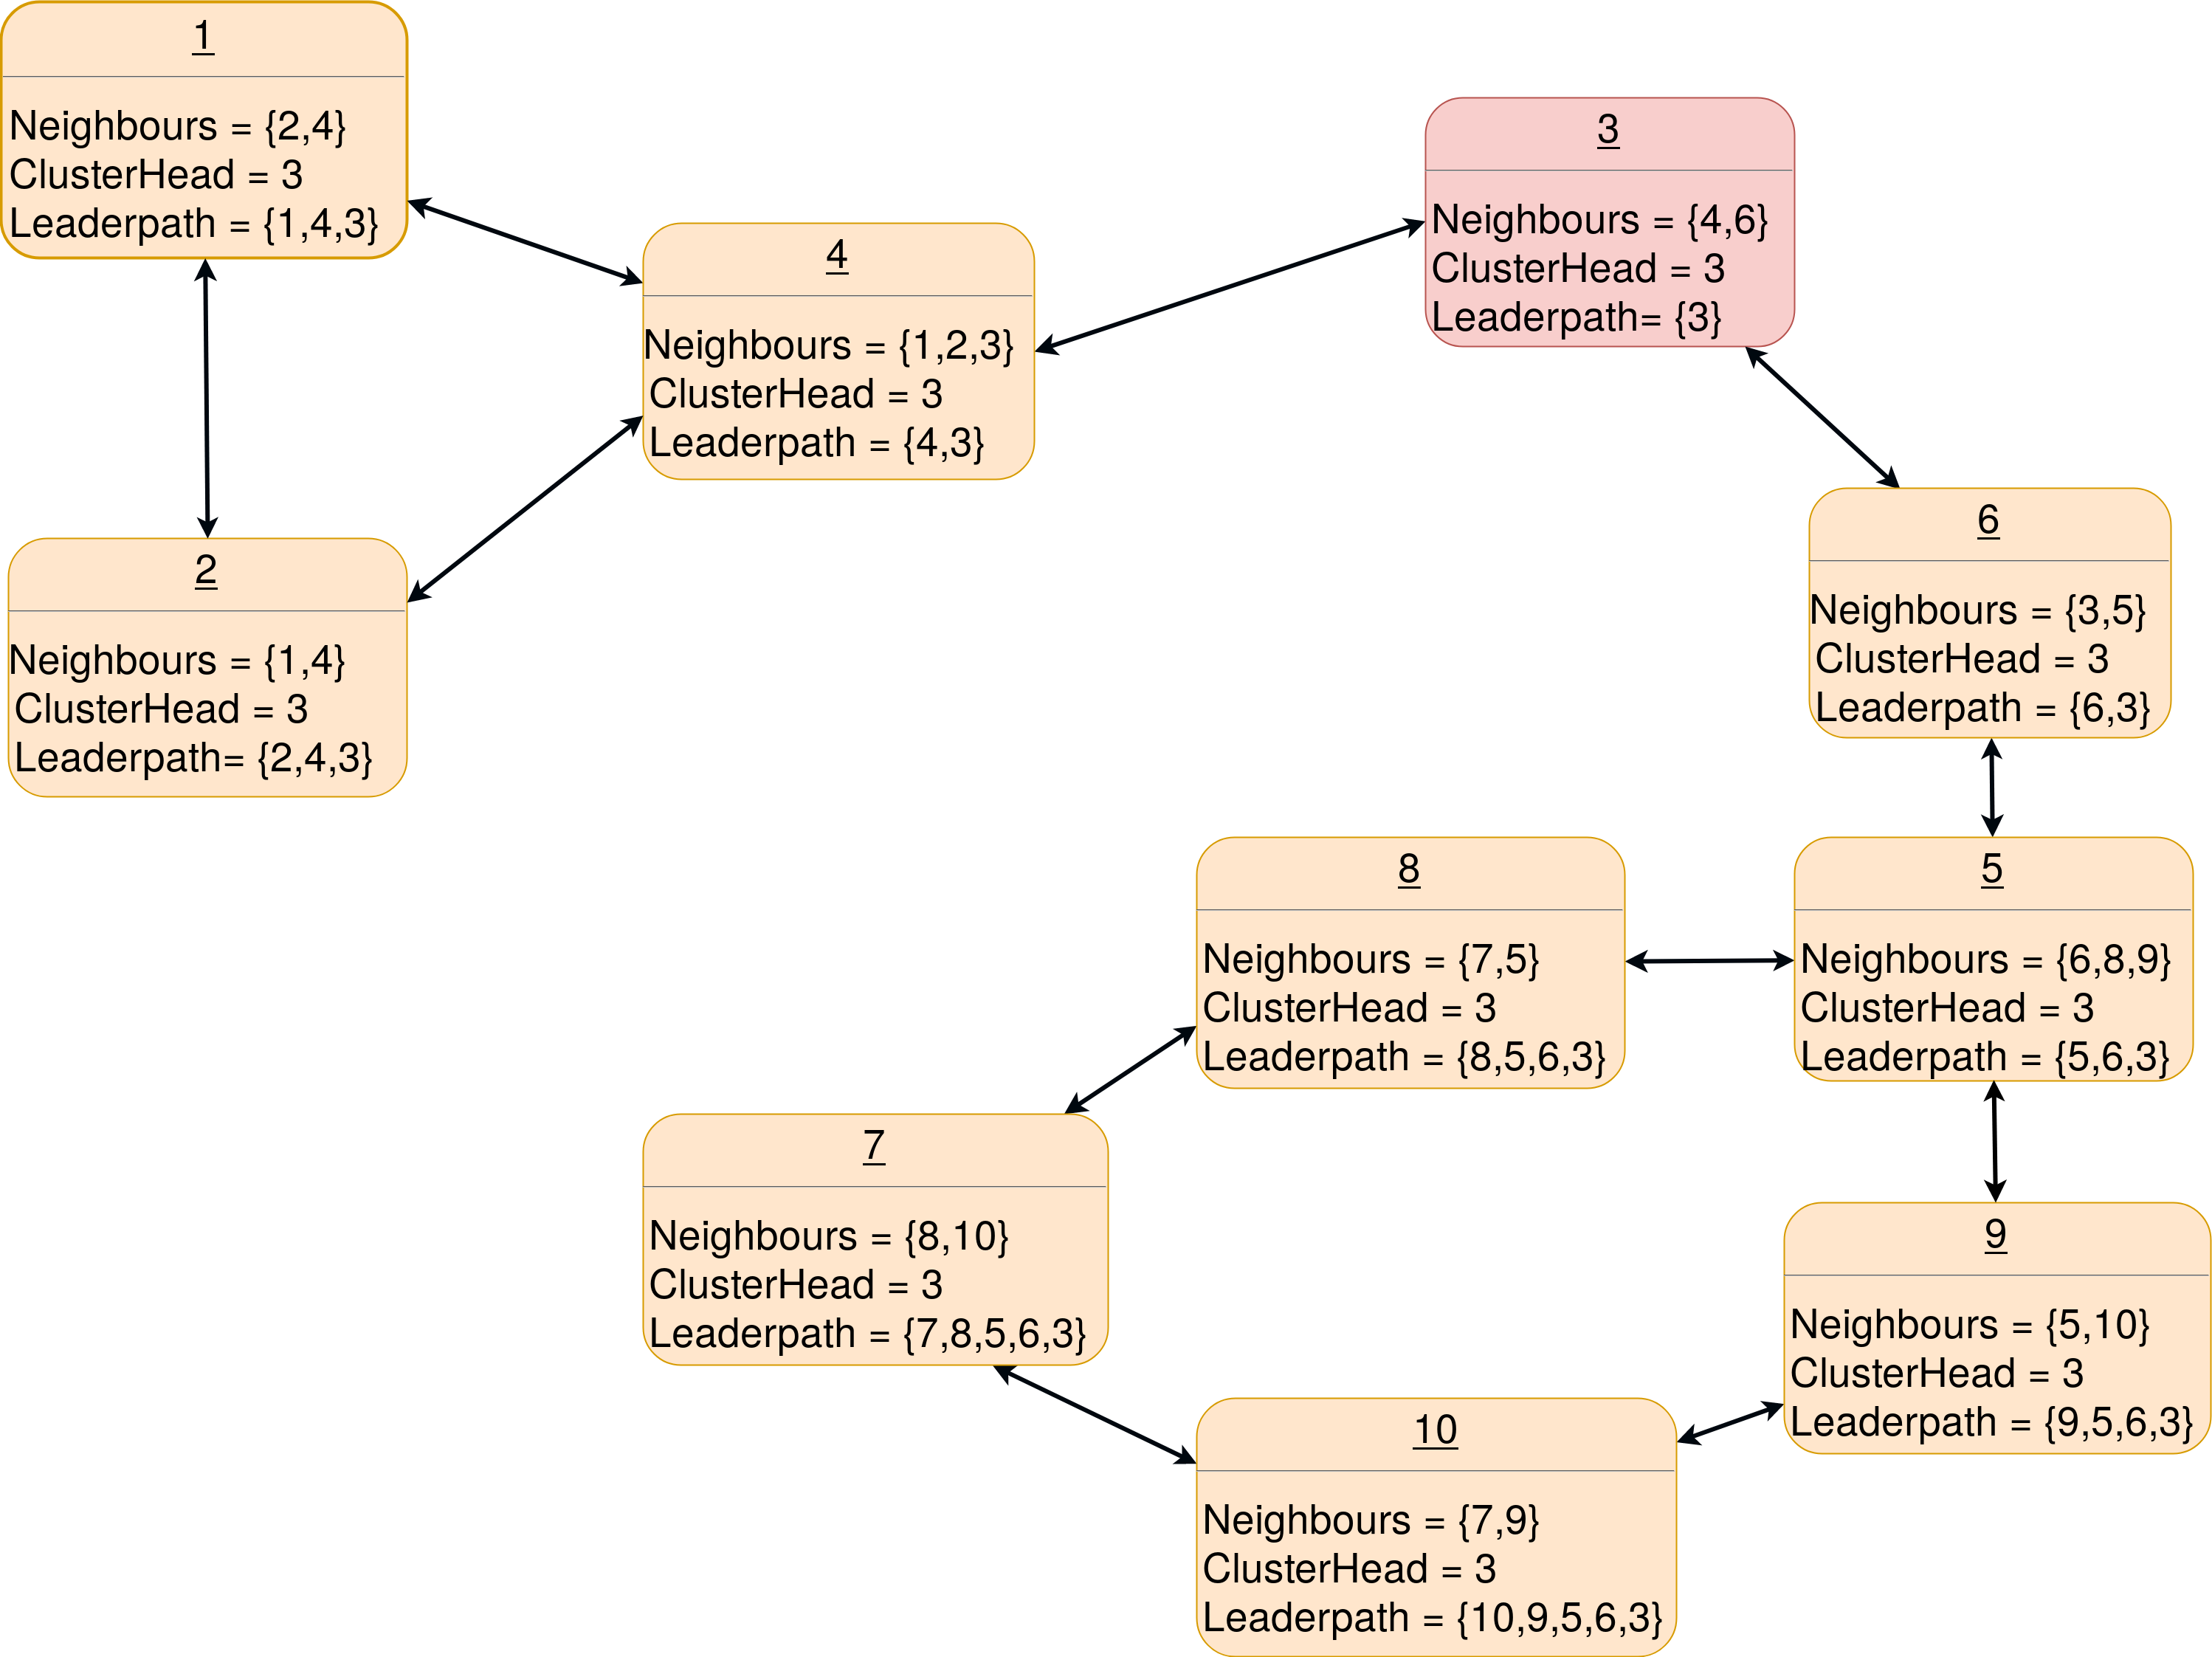 1
Neighbours = {2,4}
ClusterHead = 3
Leaderpath = {1,4,3}
3
Neighbours = {4,6}
ClusterHead = 3
Leaderpath= {3}
4
Neighbours = {1,2,3}
ClusterHead = 3
Leaderpath = {4,3}
6
Neighbours = {3,5}
ClusterHead = 3
Leaderpath = {6,3}
2
Neighbours = {1,4}
ClusterHead = 3
Leaderpath= {2,4,3}
8
Neighbours = {7,5}
ClusterHead = 3
Leaderpath = {8,5,6,3}
5
Neighbours = {6,8,9}
ClusterHead = 3
Leaderpath = {5,6,3}
7
Neighbours = {8,10}
ClusterHead = 3
Leaderpath = {7,8,5,6,3}
9
Neighbours = {5,10}
ClusterHead = 3
Leaderpath = {9,5,6,3}
10
Neighbours = {7,9}
ClusterHead = 3
Leaderpath = {10,9,5,6,3}